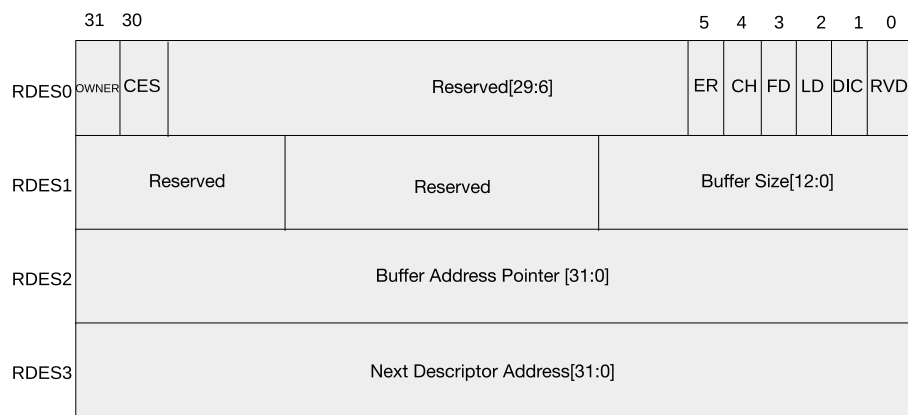 31 30 5 4 3 2 1 0
RDES0 OWNER CES Reserved[29:6] ER CH FD LD DIC RVD
RDES1 Reserved Reserved Buffer Size[12:0]
RDES2 Buffer Address Pointer [31:0]
RDES3 Next Descriptor Address[31:0]